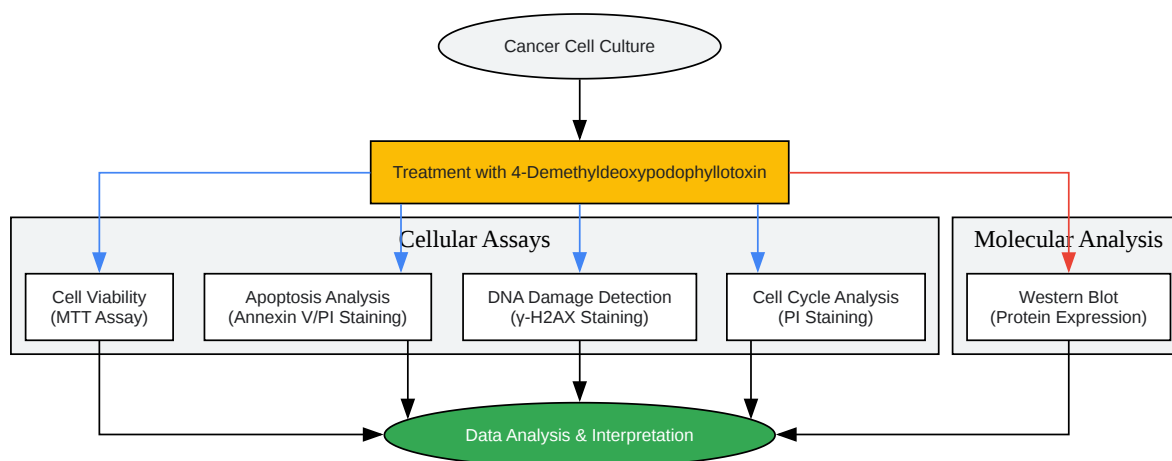 Cancer Cell Culture
Treatment with 4-Demethyldeoxypodophyllotoxin
Cellular Assays
Molecular Analysis
Cell Viability
(MTT Assay)
Apoptosis Analysis
(Annexin V/PI Staining)
DNA Damage Detection
(γ-H2AX Staining)
Cell Cycle Analysis
(PI Staining)
Western Blot
(Protein Expression)
Data Analysis & Interpretation